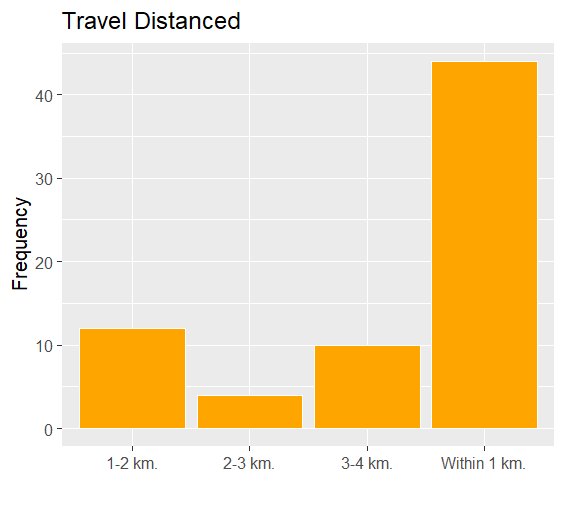 Travel Distanced
Frequency
40
30
20
10
0
1-2 km.
2-3 km.
3-4 km.
Within 1 km.